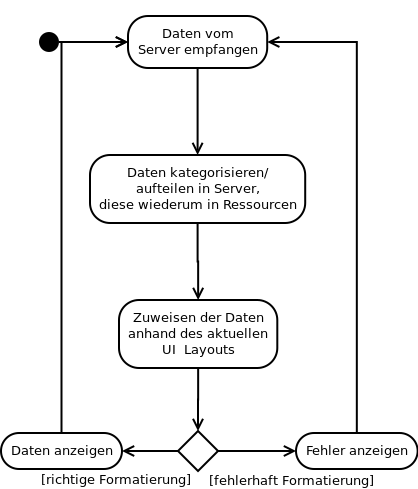 Daten vom
Server empfangen
Daten kategorisieren/
aufteilen in Server,
diese wiederum in Ressourcen
Zuweisen der Daten
anhand des aktuellen
UI Layouts
Daten anzeigen
Fehler anzeigen
[richtige Formatierung]
[fehlerhaft Formatierung]